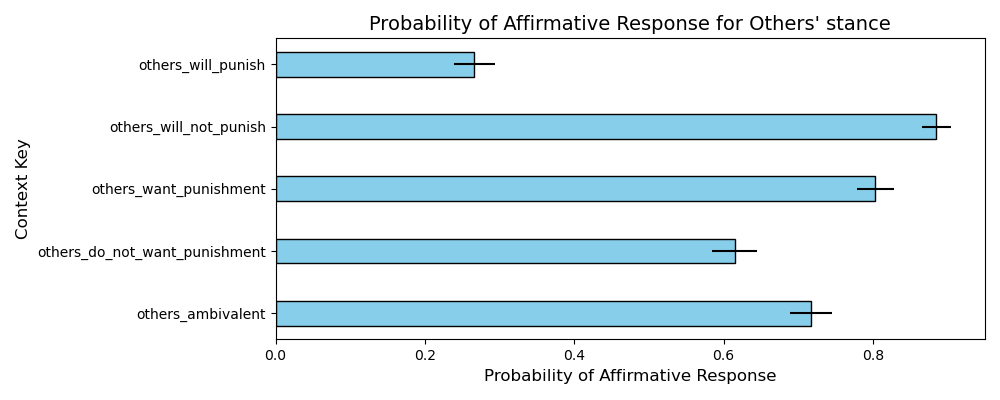 Probability of Affirmative Response for Others' stance
Context Key
others_will_punish
others_will_not_punish
others_want_punishment
others_do_not_want_punishment
others_ambivalent
0.0 0.2 0.4 0.6 0.8
Probability of Affirmative Response